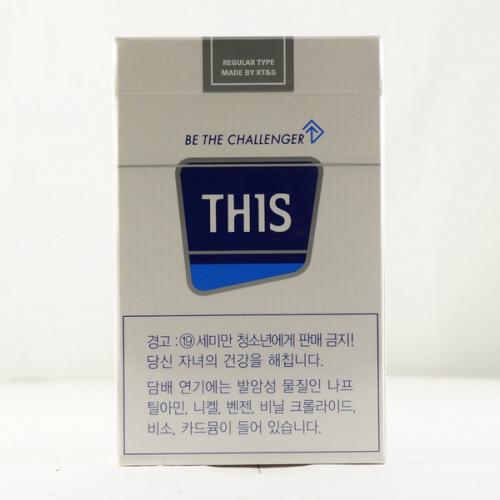 REGULAR TYPE
MADE BY KT&G
BE THE CHALLENGER
THIS
경고 : ⑲ 세미만 청소년에게 판매 금지!
당신 자녀의 건강을 해칩니다.
담배 연기에는 발암성 물질인 나프
틸아민, 니켈, 벤젠, 비닐 크롤라이드,
비소, 카드뮴이 들어 있습니다.